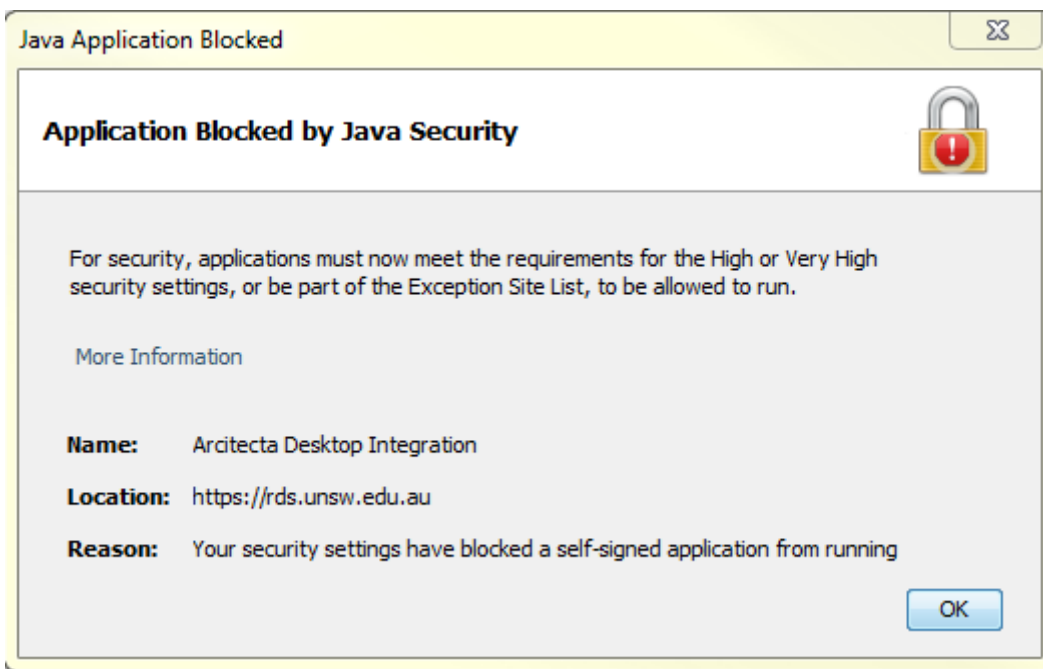 Java Application Blocked
Application Blocked by Java Security
For security, applications must now meet the requirements for the High or Very High
security settings, or be part of the Exception Site List, to be allowed to run.
More Information
Name: Arcitecta Desktop Integration
Location: https://rds.unsw.edu.au
Reason: Your security settings have blocked a self-signed application from running
OK